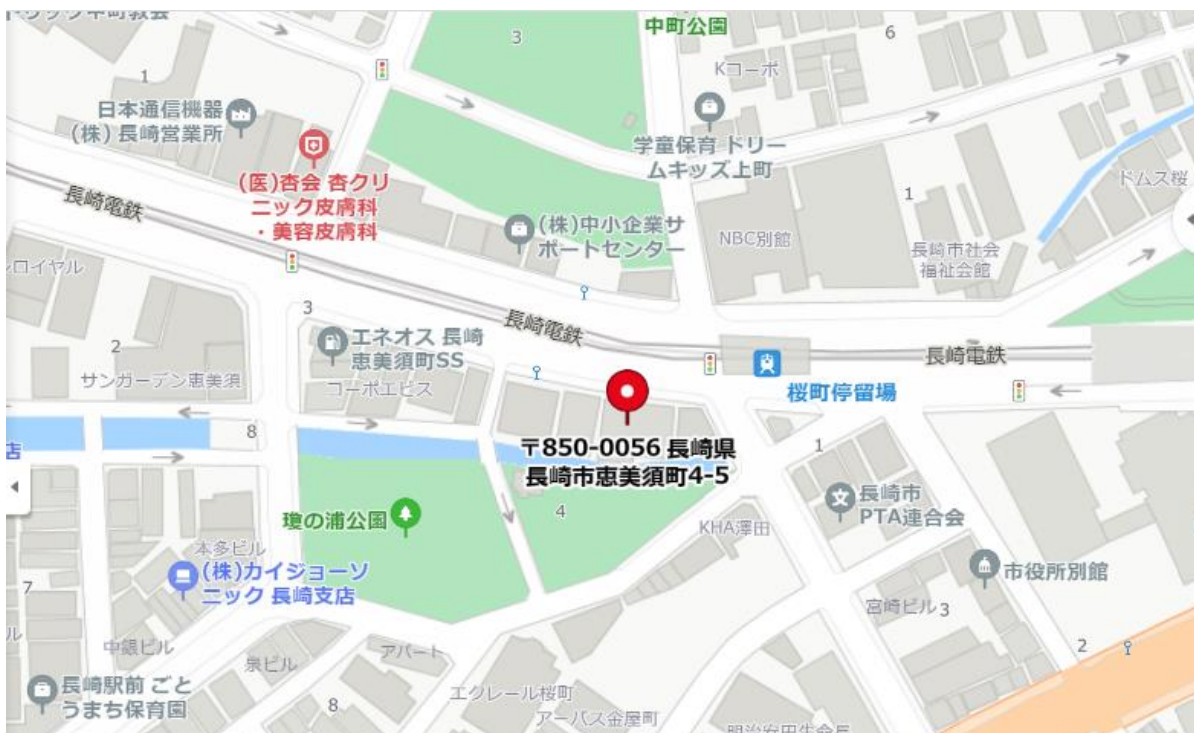 中町公園
3
6
Kコーポ
1
日本通信機器
(株)長崎営業所
学童保育 ドリー
ムキッズ上町
(医)杏会 杏クリ
ニック皮膚科
・美容皮膚科
ドムス桜
1
長崎電鉄
(株)中小企業サ
ポートセンター
NBC別館
長崎市社会
福祉会館
ロイヤル
3
長崎電鉄
エネオス 長崎
恵美須町SS
長崎電鉄
2
サンガーデン恵美須
コーポエビス
桜町停留場
8
〒850-0056 長崎県
長崎市恵美須町4-5
1
店
長崎市
PTA連合会
瓊の浦公園
4
KHA澤田
本多ビル
(株)カイジョーソ
ニック 長崎支店
市役所別館
7
宮崎ビル
3
中銀ビル
泉ビル
アパート
2
長崎駅前 ごと
うまち保育園
エクレール桜町
8
アーバス金屋町